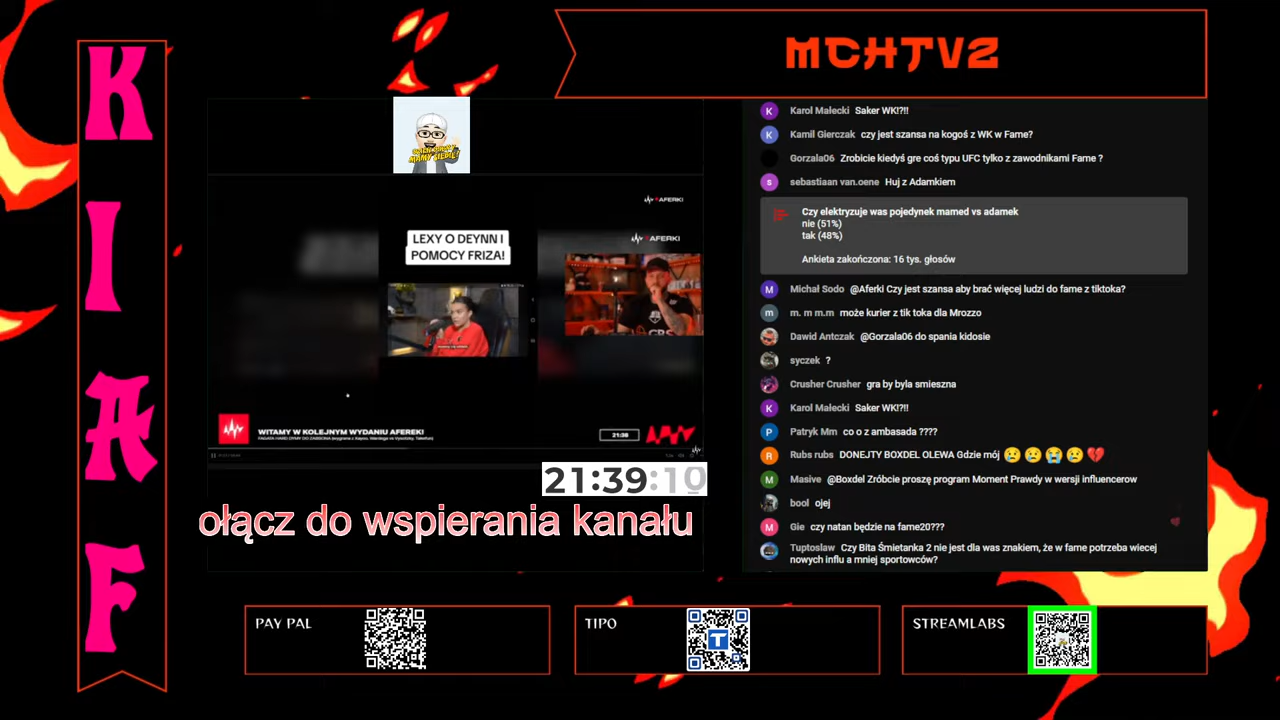 KIAF
MCHTV2
AFERKI
AFERKI
LEXY O DEYNN I
POMOCY FRIZA!
WITAMY W KOLEJNYM WYDANIU AFEREK!
21:38
21:39:10
ołącz do wspierania kanału
Karol Małecki Saker WK!?!!
Kamil Gierczak czy jest szansa na kogoś z WK w Fame?
Gorzala06 Zrobicie kiedyś gre coś typu UFC tylko z zawodnikami Fame ?
sebastiaan van.oene Huj z Adamkiem
Czy elektryzuje was pojedynek mamed vs adamek
nie (51%)
tak (48%)
Ankieta zakończona: 16 tys. głosów
Michał Sodo @Aferki Czy jest szansa aby brać więcej ludzi do fame z tiktoka?
m. m m.m może kurier z tik toka dla Mrozzo
Dawid Antczak @Gorzala06 do spania kidosie
syczek ?
Crusher Crusher gra by byla smieszna
Karol Małecki Saker WK!?!!
Patryk Mm co o z ambasada ????
Rubs rubs DONEJTY BOXDEL OLEWA Gdzie mój 😢😢😭😢💔
Masive @Boxdel Zróbcie proszę program Moment Prawdy w wersji influencerow
bool ojej
Gie czy natan będzie na fame20???
Tuptoslaw Czy Bita Śmietanka 2 nie jest dla was znakiem, że w fame potrzeba wiecej
nowych influ a mniej sportowców?
PAY PAL
TIPO
T
STREAMLABS